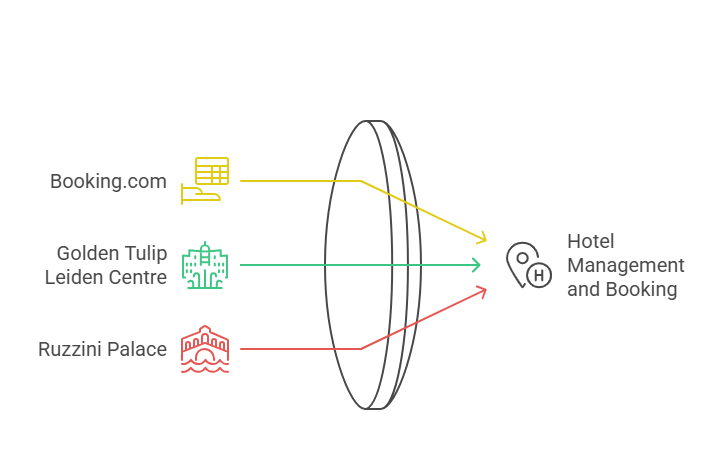 Booking.com
Golden Tulip
Leiden Centre
Ruzzini Palace
Hotel
Management
and Booking
H